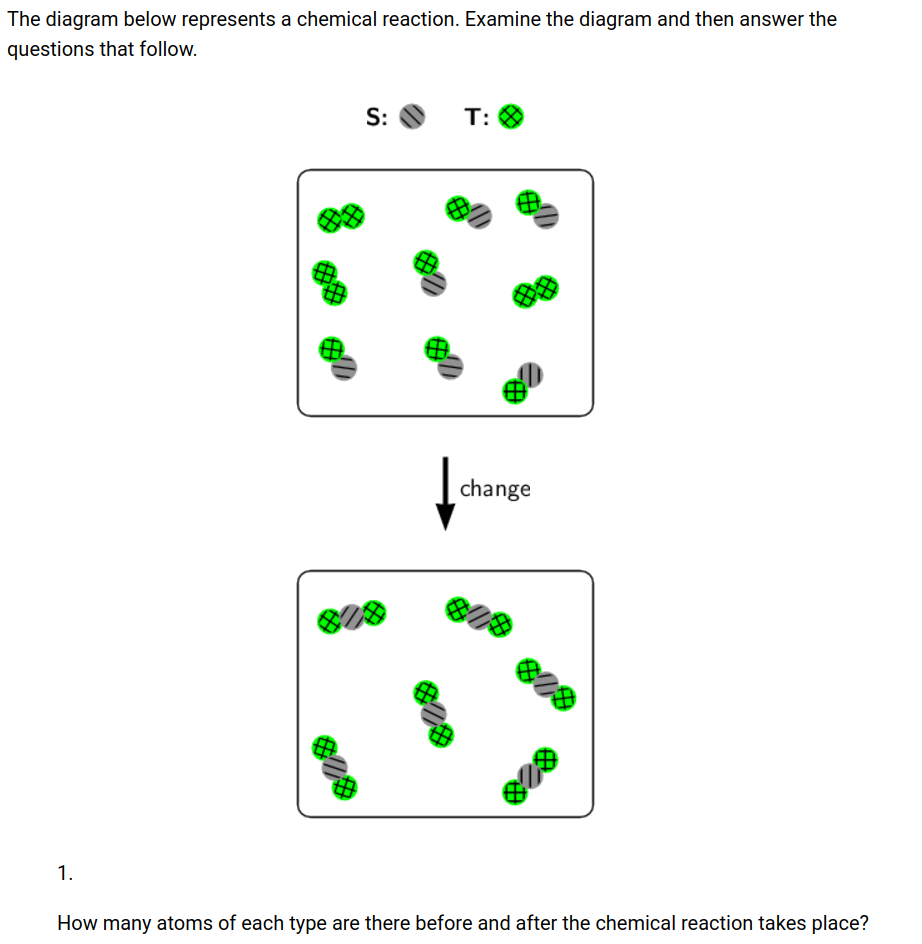 The diagram below represents a chemical reaction. Examine the diagram and then answer the
questions that follow.
S: T:
change
1.
How many atoms of each type are there before and after the chemical reaction takes place?